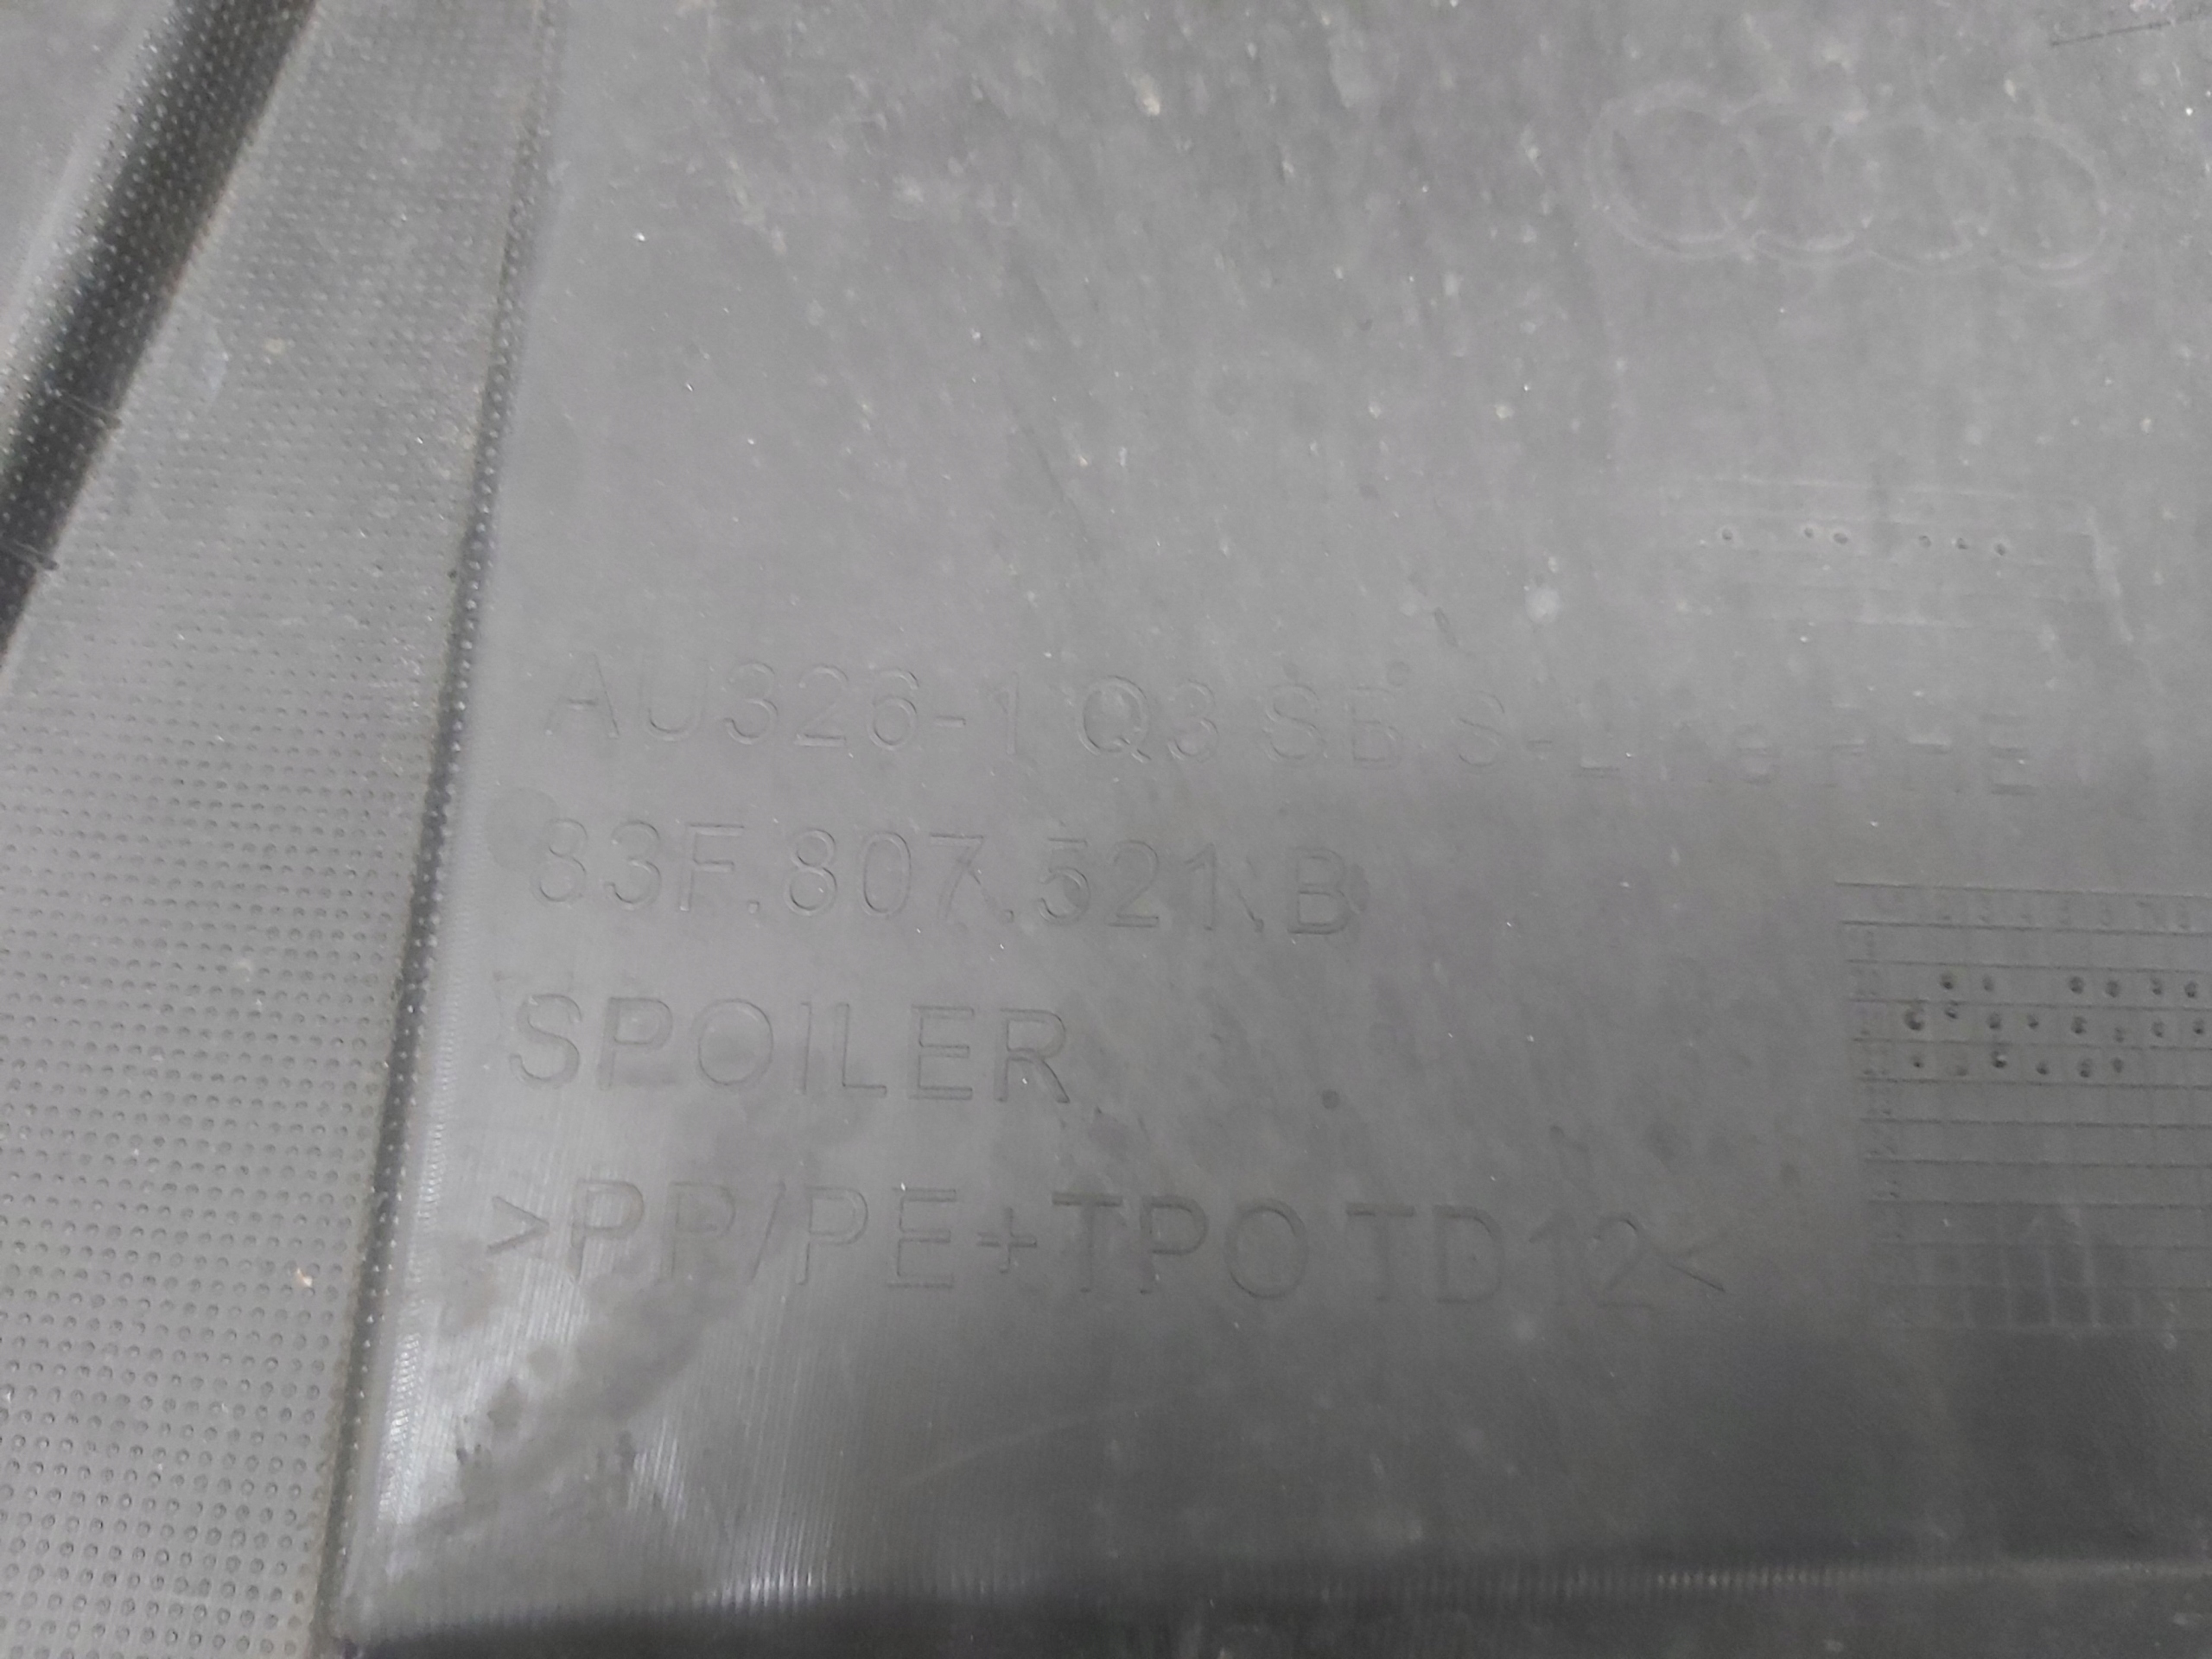 AU326-1 Q3 SB S-Line
83F.807.521.B
SPOILER
>PP/PE+TPO TD12<